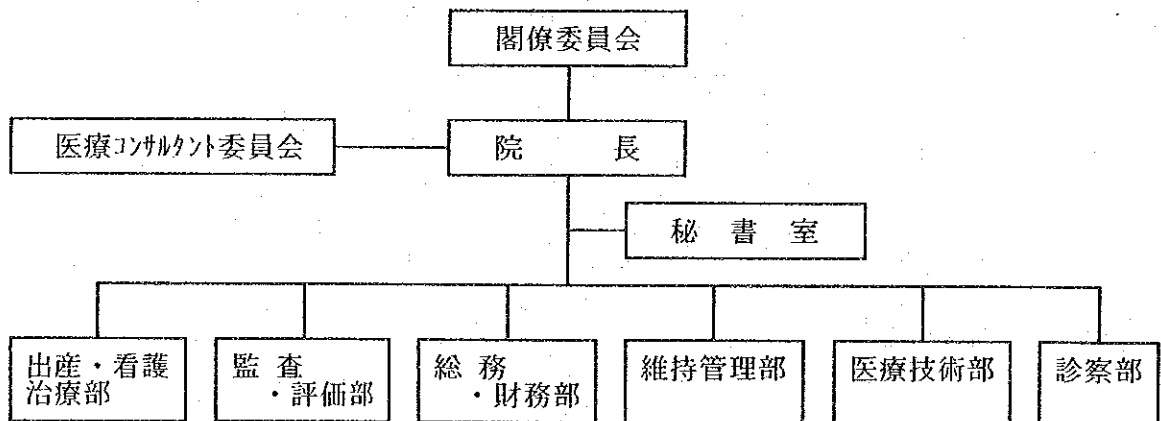 閣僚委員会
医療ｺﾝｻﾙﾀﾝﾄ委員会
院　　長
秘　書　室
出産・看護
治療部
監　査
・評価部
総　務
・財務部
維持管理部
医療技術部
診察部